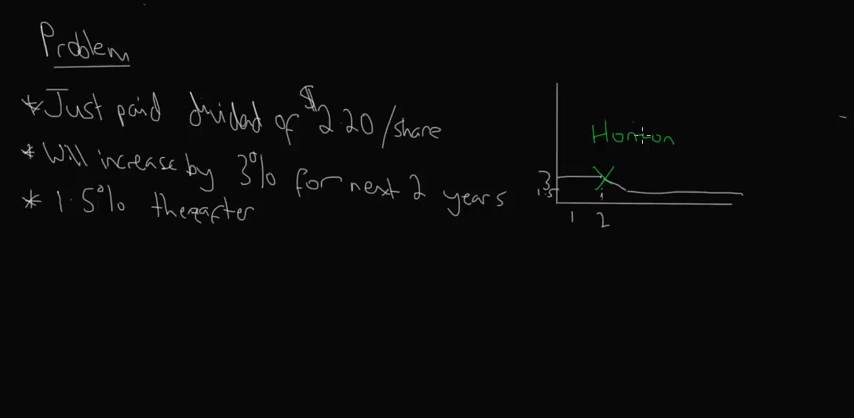 Problem
* Just paid dividend of $2.20/share
* Will increase by 3% for next 2 years
* 1.5% thereafter
Horizon
3
1.5
1 2